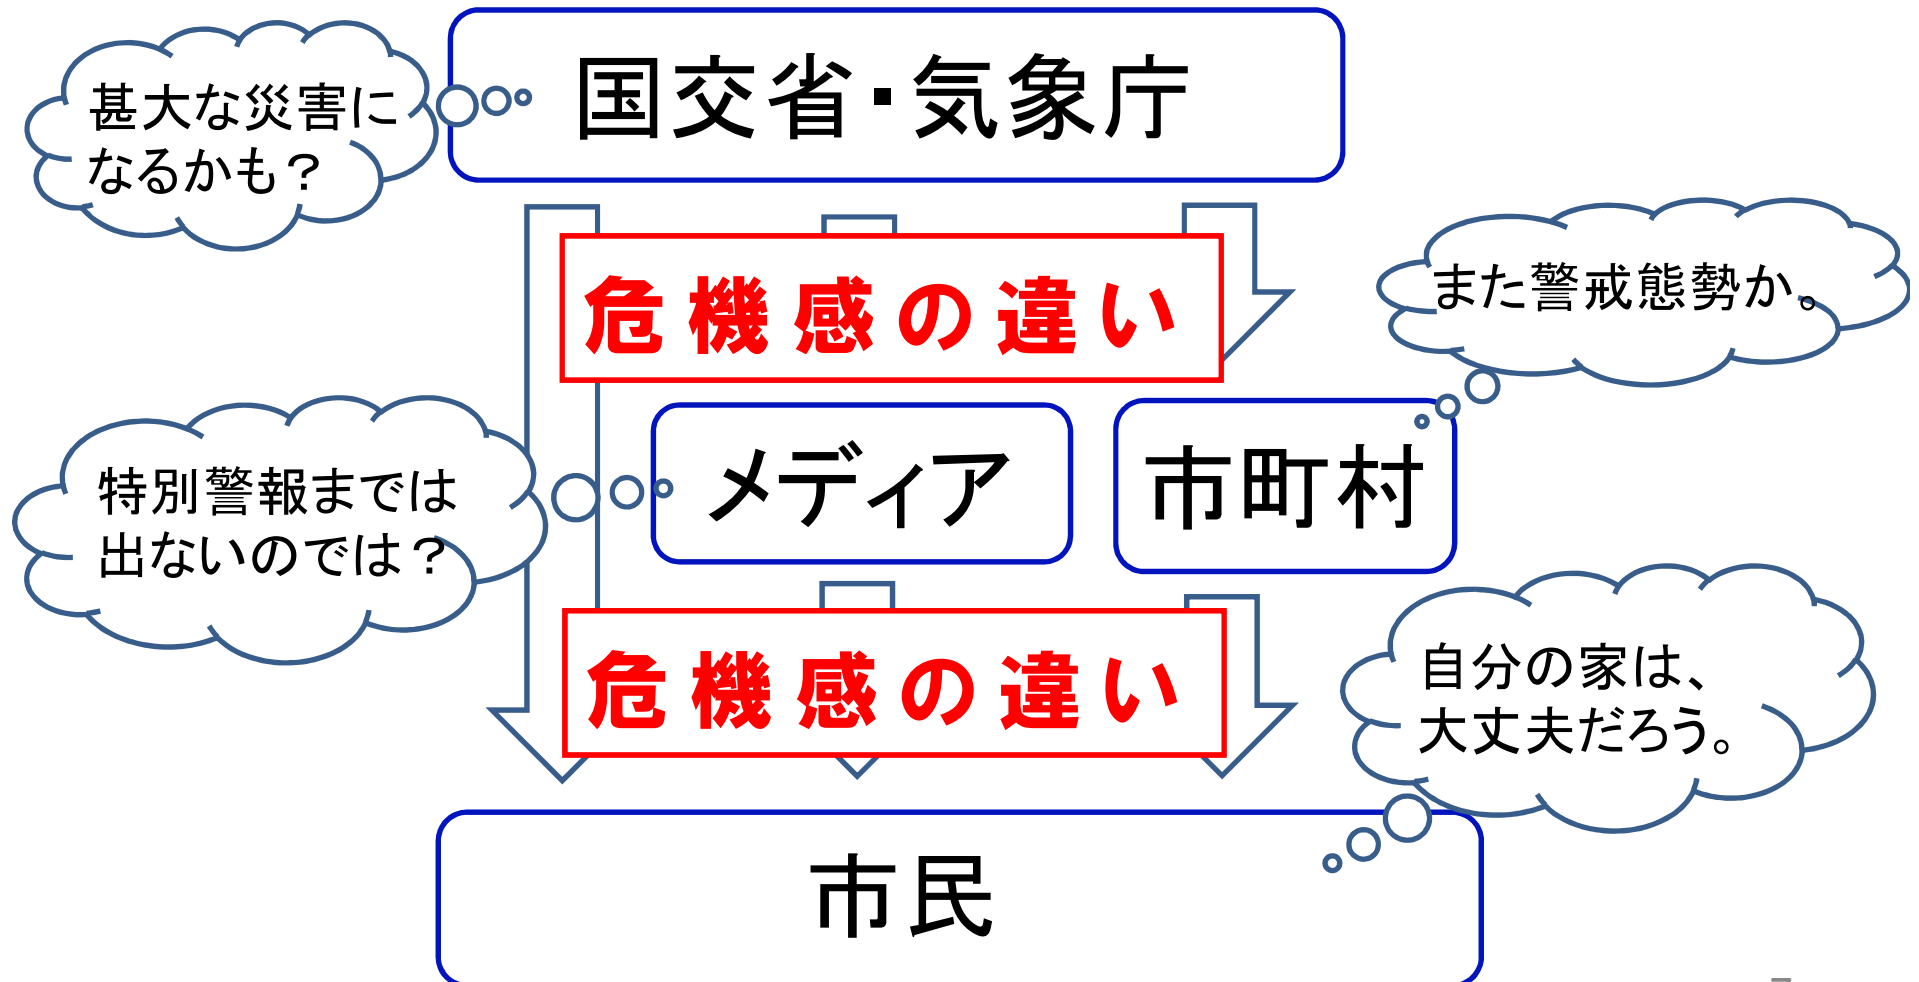 甚大な災害に
なるかも？
国交省・気象庁
危機感の違い
また警戒態勢か。
特別警報までは
出ないのでは？
メディア
市町村
危機感の違い
自分の家は、
大丈夫だろう。
市民